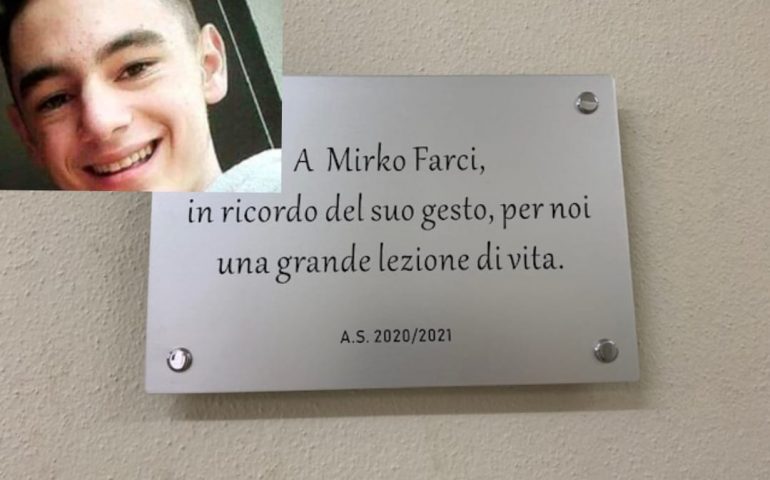 A Mirko Farci,
in ricordo del suo gesto, per noi
una grande lezione di vita.
A.S. 2020/2021